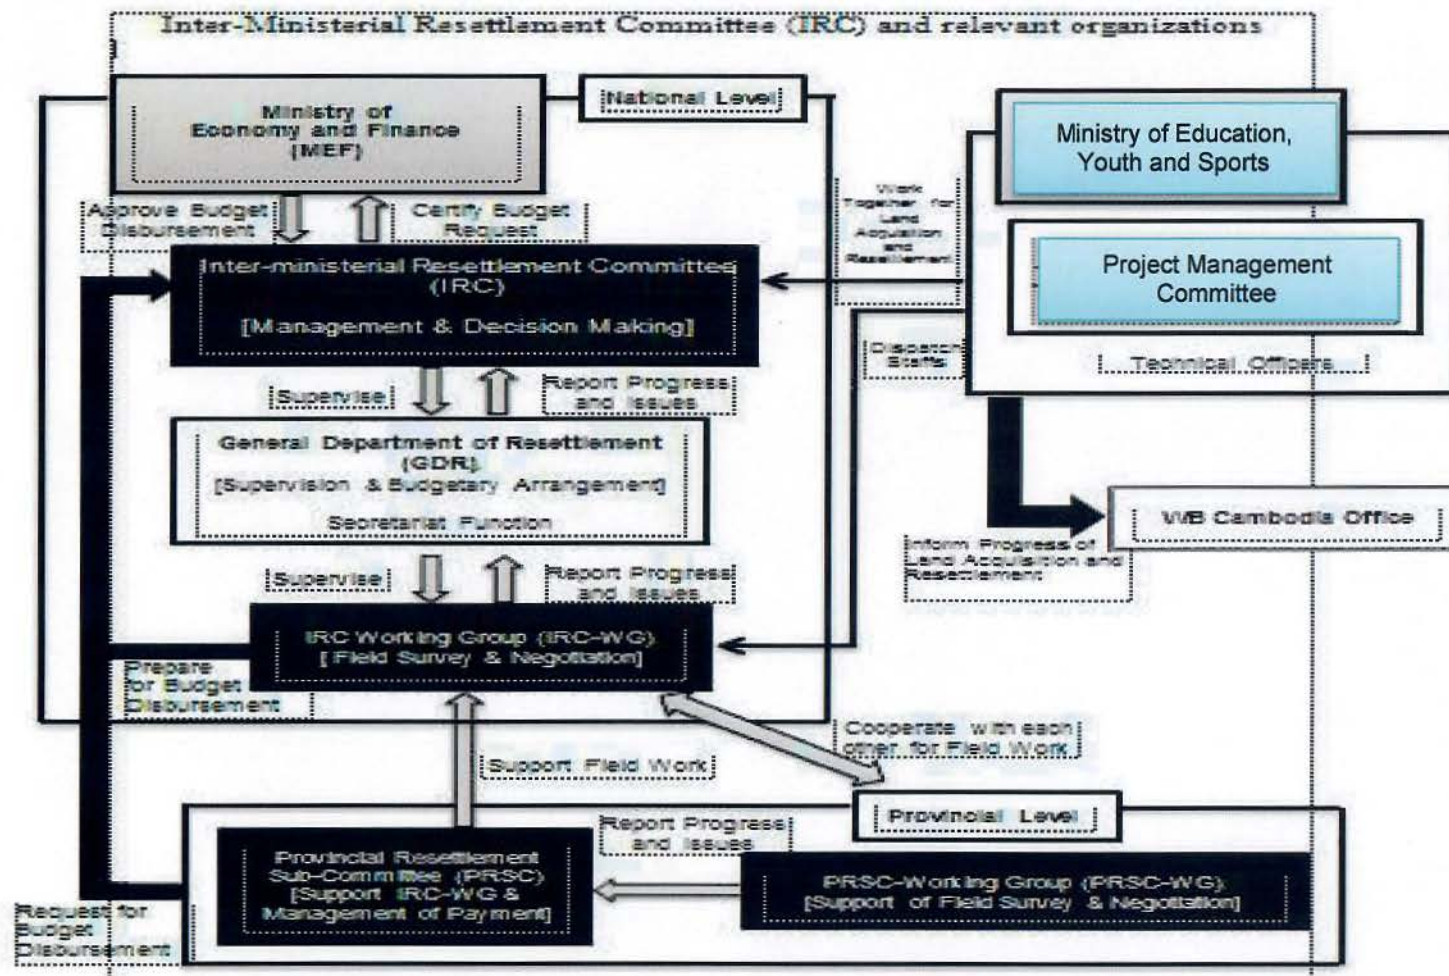 Inter-Ministerial Resettlement Committee (IRC) and relevant organizations
Ministry of
Economy and Finance
(MEF)
[National Level]
Ministry of Education,
Youth and Sports
Approve Budget
Disbursement
Certify Budget
Request
Work
Together for
Land
Acquisition
and
Resettlement
Project Management
Committee
Inter-ministerial Resettlement Committee
(IRC)
[Management & Decision Making]
[Dispatch
Staffs
Technical Officers
[Supervise]
Report Progress
and Issues
General Department of Resettlement
(GDR)
[Supervision & Budgetary Arrangement]
Secretariat Function
WB Cambodia Office
Inform Progress of
Land Acquisition and
Resettlement
[Supervise]
Report Progress
and Issues
IRC Working Group (IRC-WG)
[ Field Survey & Negotiation]
Prepare
for Budget
Disbursement
Cooperate with each
other for Field Work
[Support Field Work]
[Provincial Level]
Report Progress
and Issues
Provincial Resettlement
Sub-Committee (PRSC)
[Support IRC-WG &
Management of Payment]
PRSC-Working Group (PRSC-WG)
[Support of Field Survey & Negotiation]
Request for
Budget
Disbursement